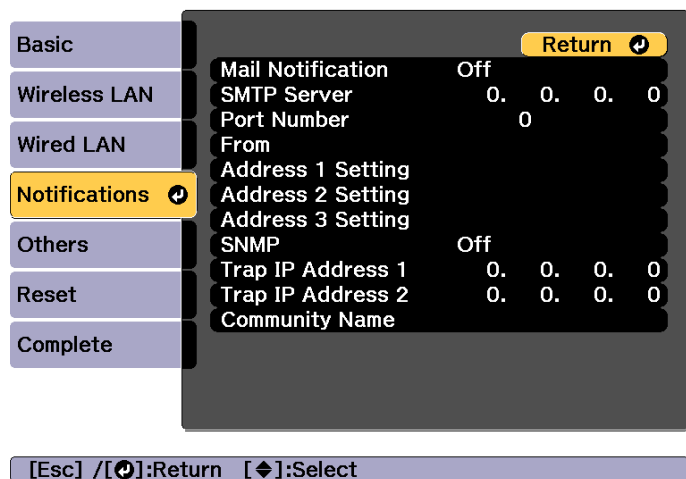 Basic
Wireless LAN
Wired LAN
Notifications
Others
Reset
Complete
Return
Mail Notification Off
SMTP Server 0. 0. 0. 0
Port Number 0
From
Address 1 Setting
Address 2 Setting
Address 3 Setting
SNMP Off
Trap IP Address 1 0. 0. 0. 0
Trap IP Address 2 0. 0. 0. 0
Community Name
[Esc] /[⏎]:Return [◆]:Select